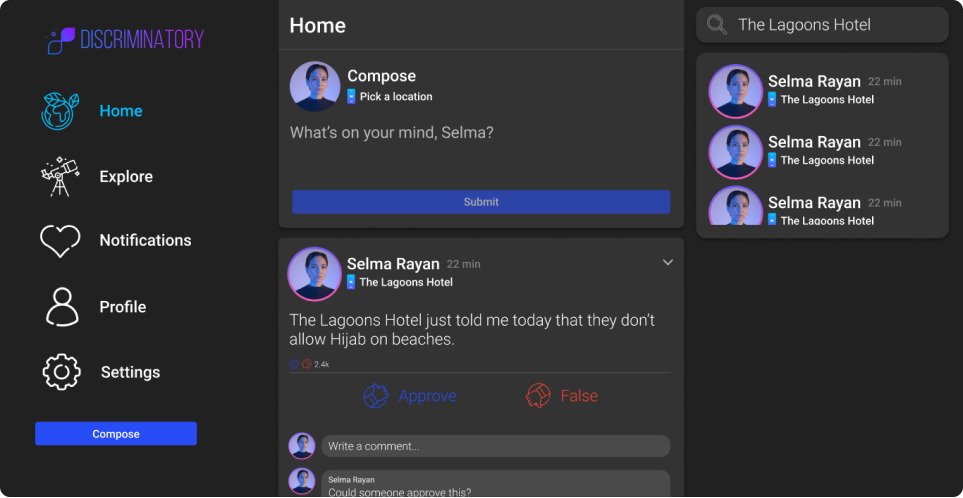 DISCRIMINATORY
Home
Explore
Notifications
Profile
Settings
Compose
Home
Compose
Pick a location
What's on your mind, Selma?
Submit
Selma Rayan 22 min
The Lagoons Hotel
The Lagoons Hotel just told me today that they don't
allow Hijab on beaches.
2.4k
Approve
False
Write a comment...
Selma Rayan
Could someone approve this?
The Lagoons Hotel
Selma Rayan 22 min
The Lagoons Hotel
Selma Rayan 22 min
The Lagoons Hotel
Selma Rayan 22 min
The Lagoons Hotel